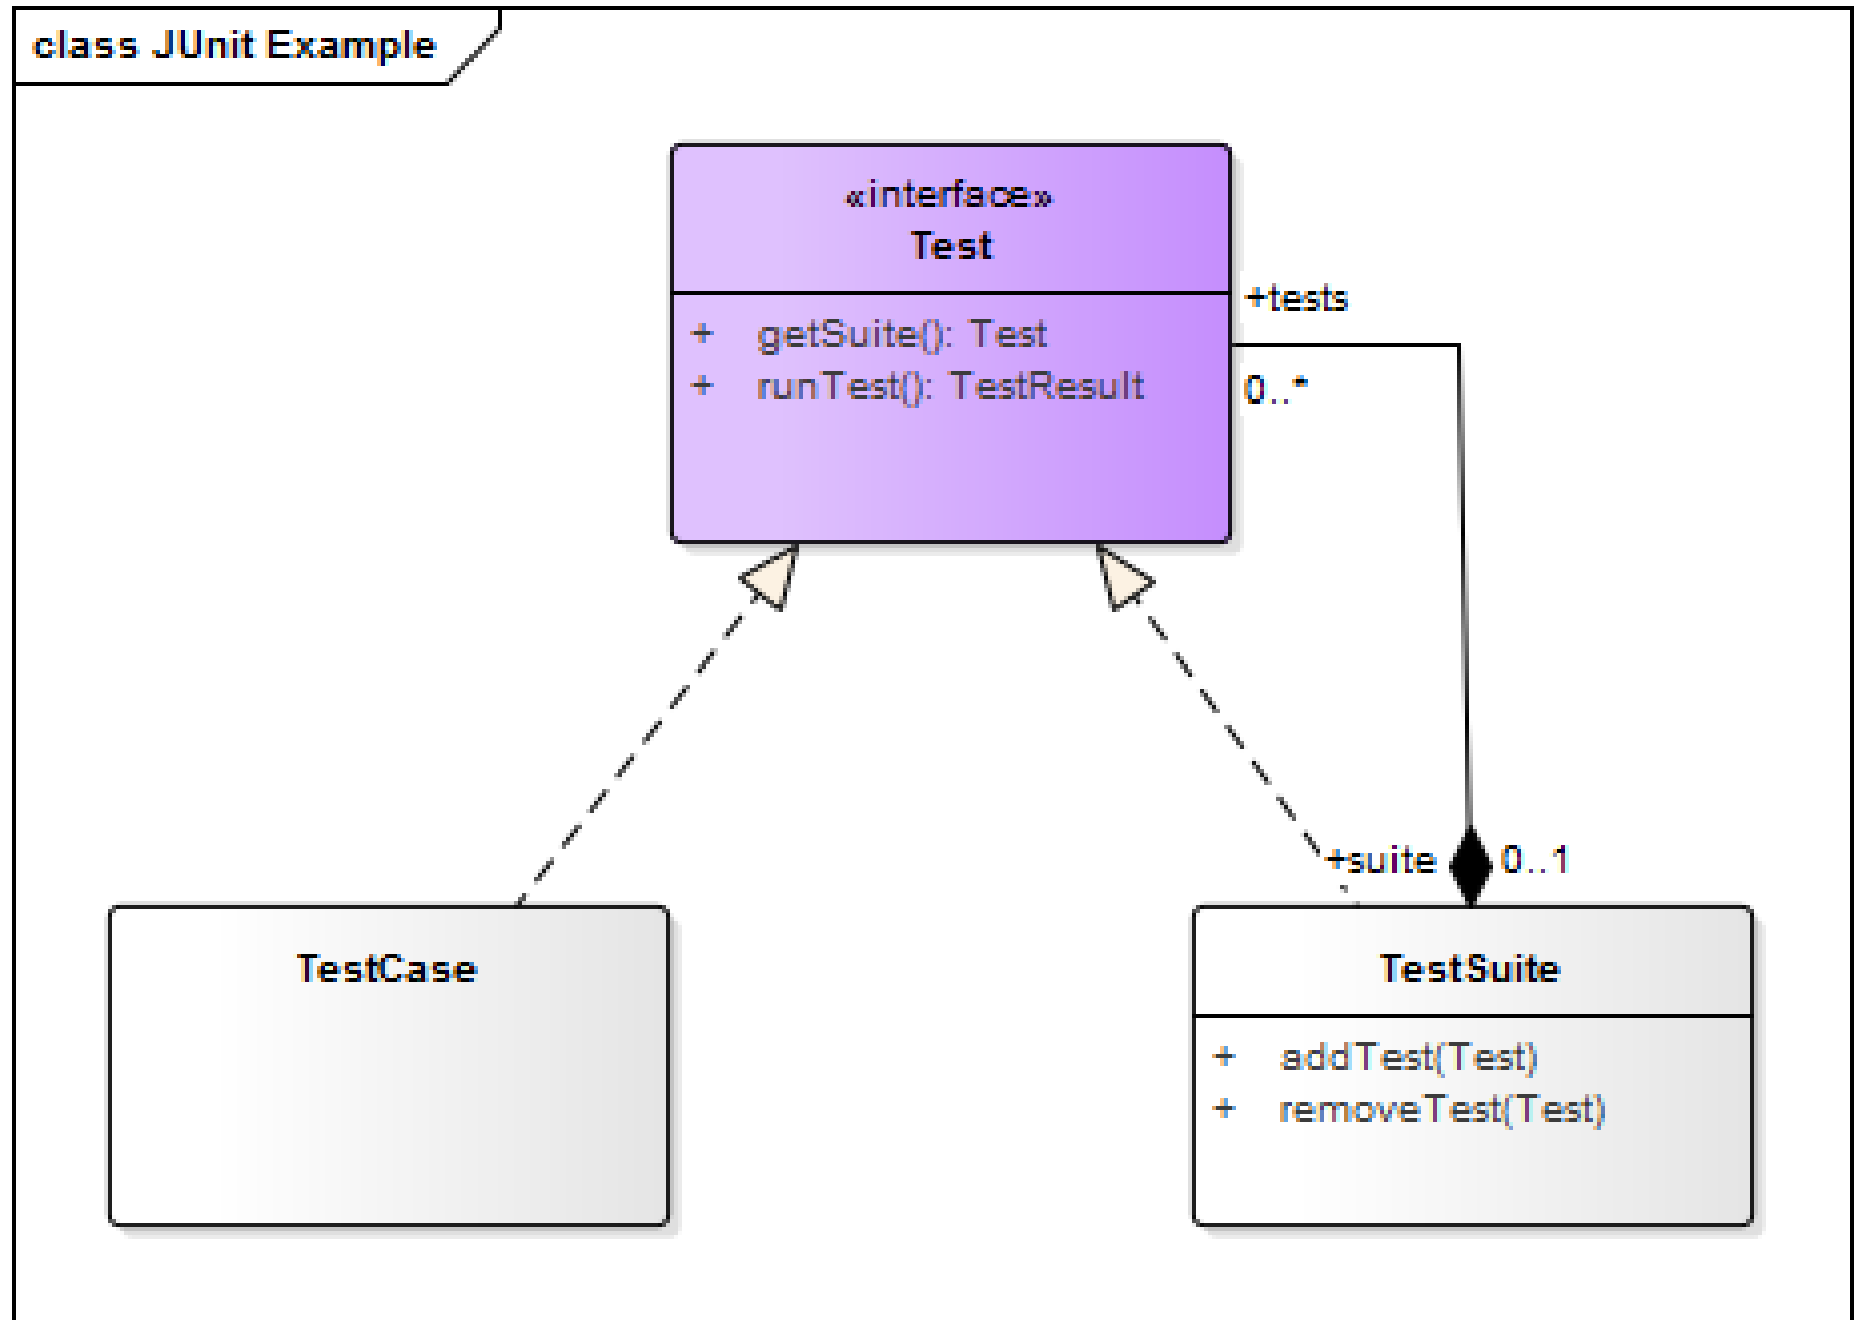 class JUnit Example
«interface»
Test
+ getSuite(): Test
+ runTest(): TestResult
+tests
0..*
+suite
0..1
TestCase
TestSuite
+ addTest(Test)
+ removeTest(Test)